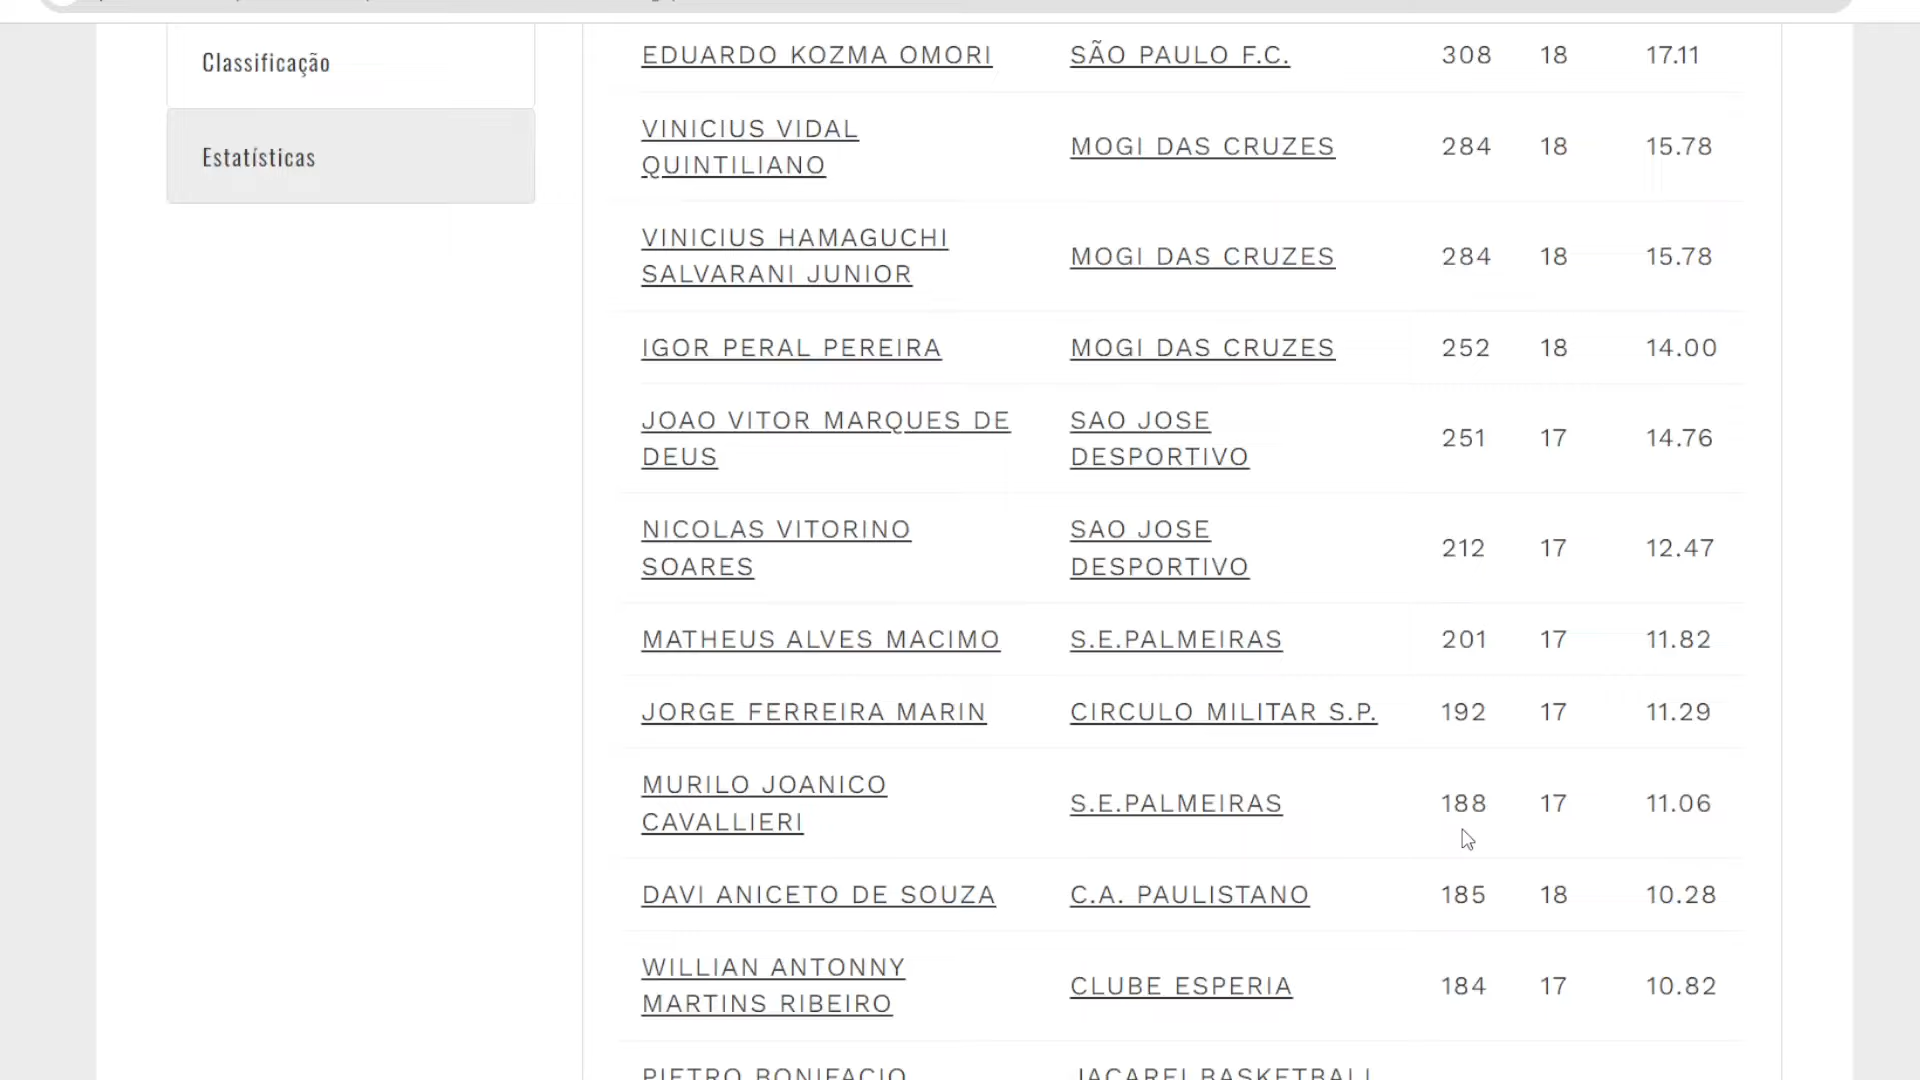 Classificação
Estatísticas
EDUARDO KOZMA OMORI SÃO PAULO F.C. 308 18 17.11
VINICIUS VIDAL
QUINTILIANO
MOGI DAS CRUZES 284 18 15.78
VINICIUS HAMAGUCHI
SALVARANI JUNIOR
MOGI DAS CRUZES 284 18 15.78
IGOR PERAL PEREIRA MOGI DAS CRUZES 252 18 14.00
JOAO VITOR MARQUES DE
DEUS
SAO JOSE
DESPORTIVO
251 17 14.76
NICOLAS VITORINO
SOARES
SAO JOSE
DESPORTIVO
212 17 12.47
MATHEUS ALVES MACIMO S.E.PALMEIRAS 201 17 11.82
JORGE FERREIRA MARIN CIRCULO MILITAR S.P. 192 17 11.29
MURILO JOANICO
CAVALLIERI
S.E.PALMEIRAS 188 17 11.06
DAVI ANICETO DE SOUZA C.A. PAULISTANO 185 18 10.28
WILLIAN ANTONNY
MARTINS RIBEIRO
CLUBE ESPERIA 184 17 10.82
PIETRO BONIFACIO JACAREI BASKETBALL